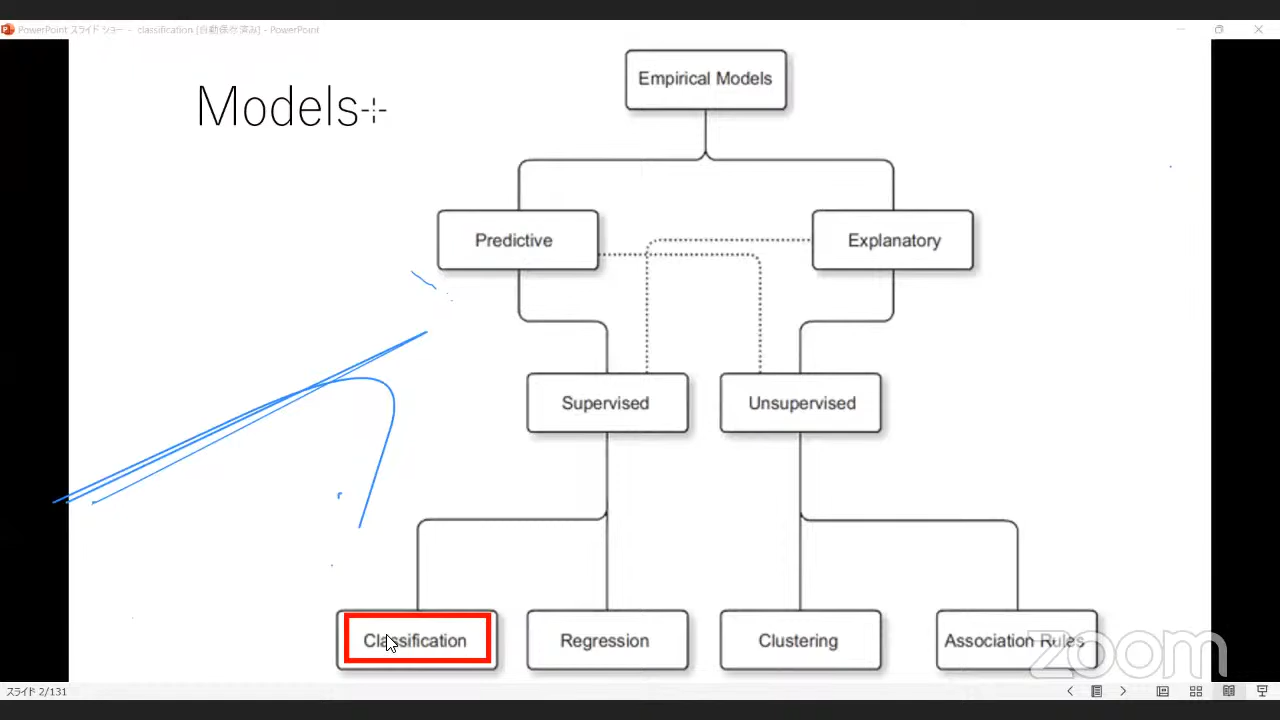 PowerPoint スライド ショー - classification [自動保存済み] - PowerPoint
Models
Empirical Models
Predictive
Explanatory
Supervised
Unsupervised
Classification
Regression
Clustering
Association Rules
zoom
スライド 2/131